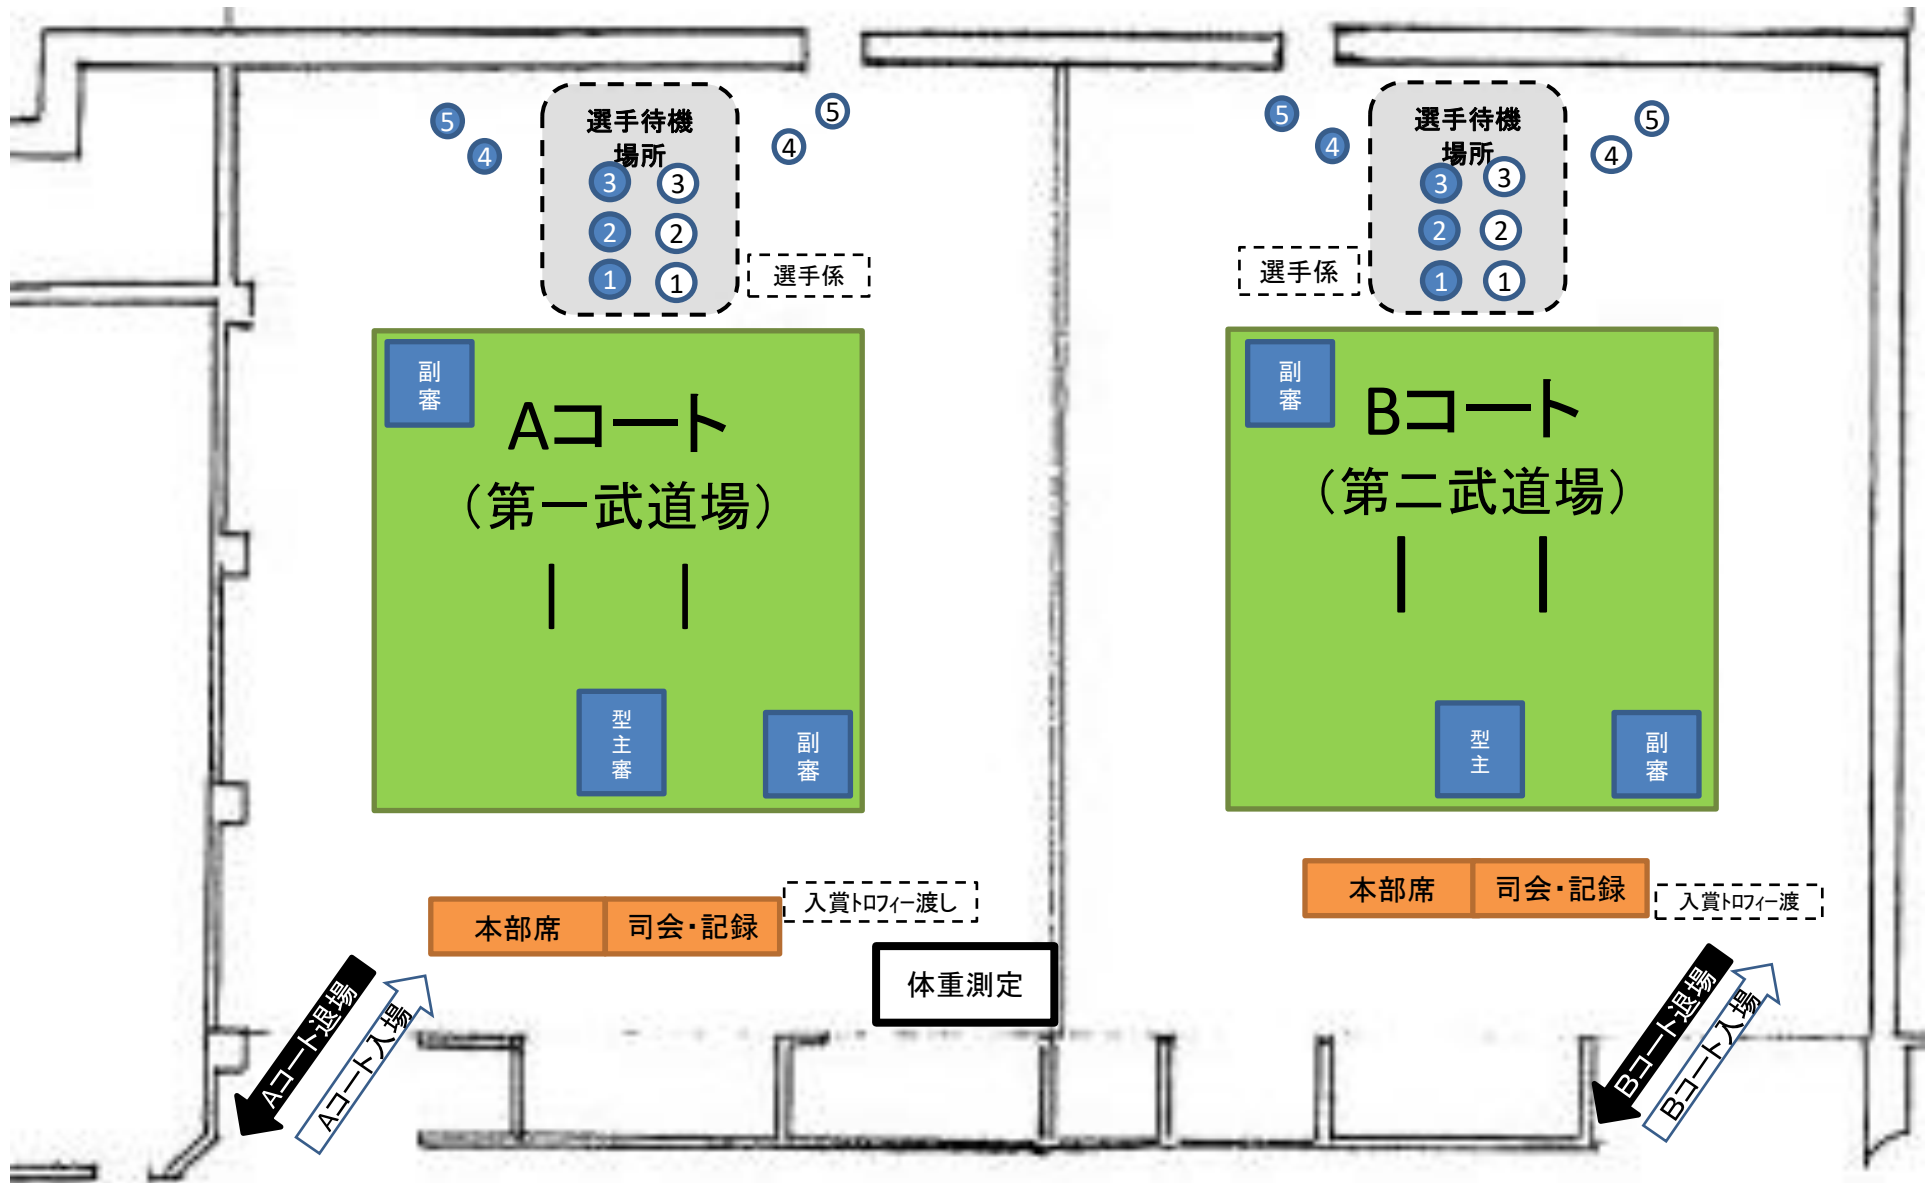 選手待機
場所
5
4
3
2
1
3
2
1
4
5
選手係
副
審
Aコート
（第一武道場）
型
主
審
副
審
本部席
司会・記録
入賞トロフィー渡し
体重測定
Aコート退場
Aコート入場
選手待機
場所
5
4
3
2
1
3
2
1
4
5
選手係
副
審
Bコート
（第二武道場）
型
主
副
審
本部席
司会・記録
入賞トロフィー渡
Bコート退場
Bコート入場